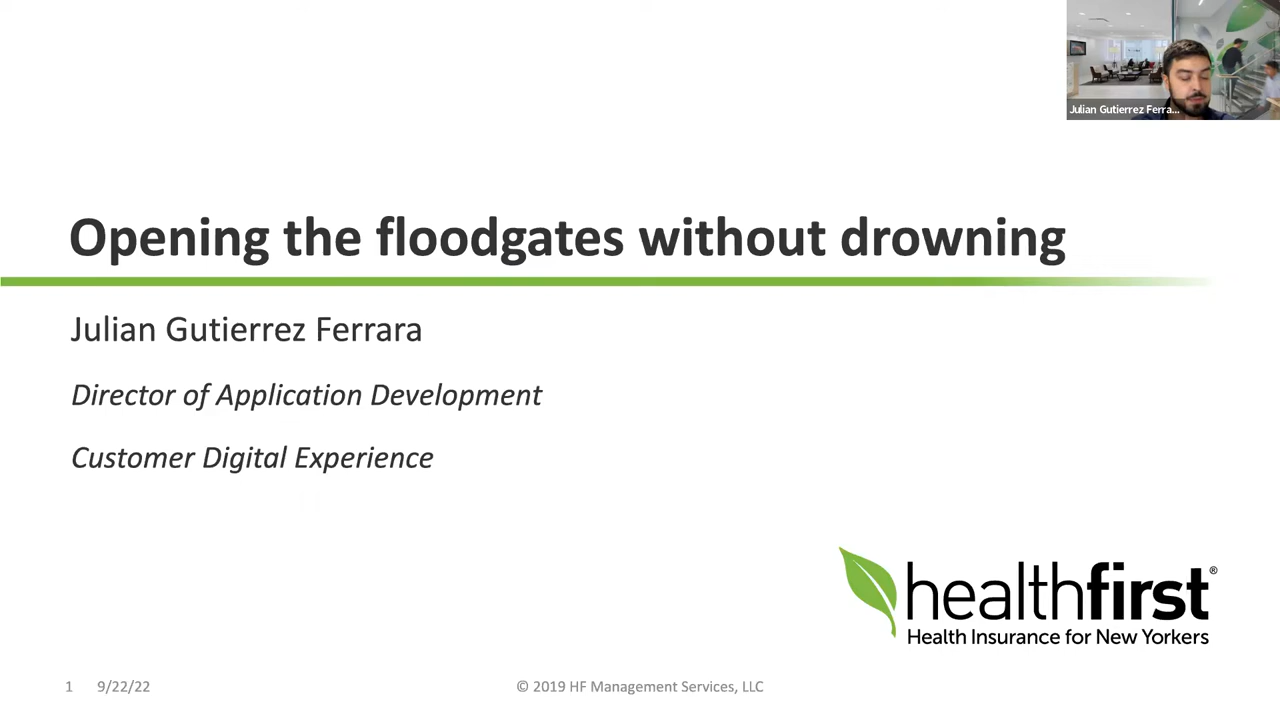 Julian Gutierrez Ferra...
Opening the floodgates without drowning
Julian Gutierrez Ferrara
Director of Application Development
Customer Digital Experience
healthfirst®
Health Insurance for New Yorkers
1 9/22/22 © 2019 HF Management Services, LLC